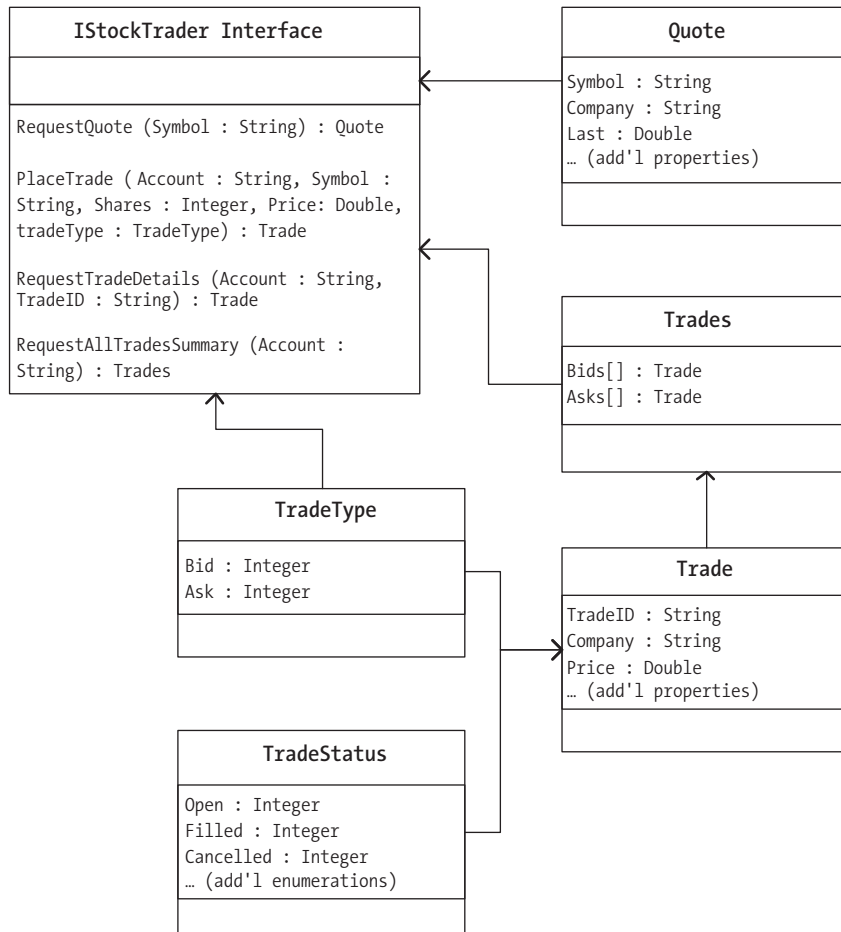 IStockTrader Interface
RequestQuote (Symbol : String) : Quote
PlaceTrade ( Account : String, Symbol :
String, Shares : Integer, Price: Double,
tradeType : TradeType) : Trade
RequestTradeDetails (Account : String,
TradeID : String) : Trade
RequestAllTradesSummary (Account :
String) : Trades
Quote
Symbol : String
Company : String
Last : Double
… (add'l properties)
Trades
Bids[] : Trade
Asks[] : Trade
TradeType
Bid : Integer
Ask : Integer
Trade
TradeID : String
Company : String
Price : Double
… (add'l properties)
TradeStatus
Open : Integer
Filled : Integer
Cancelled : Integer
… (add'l enumerations)